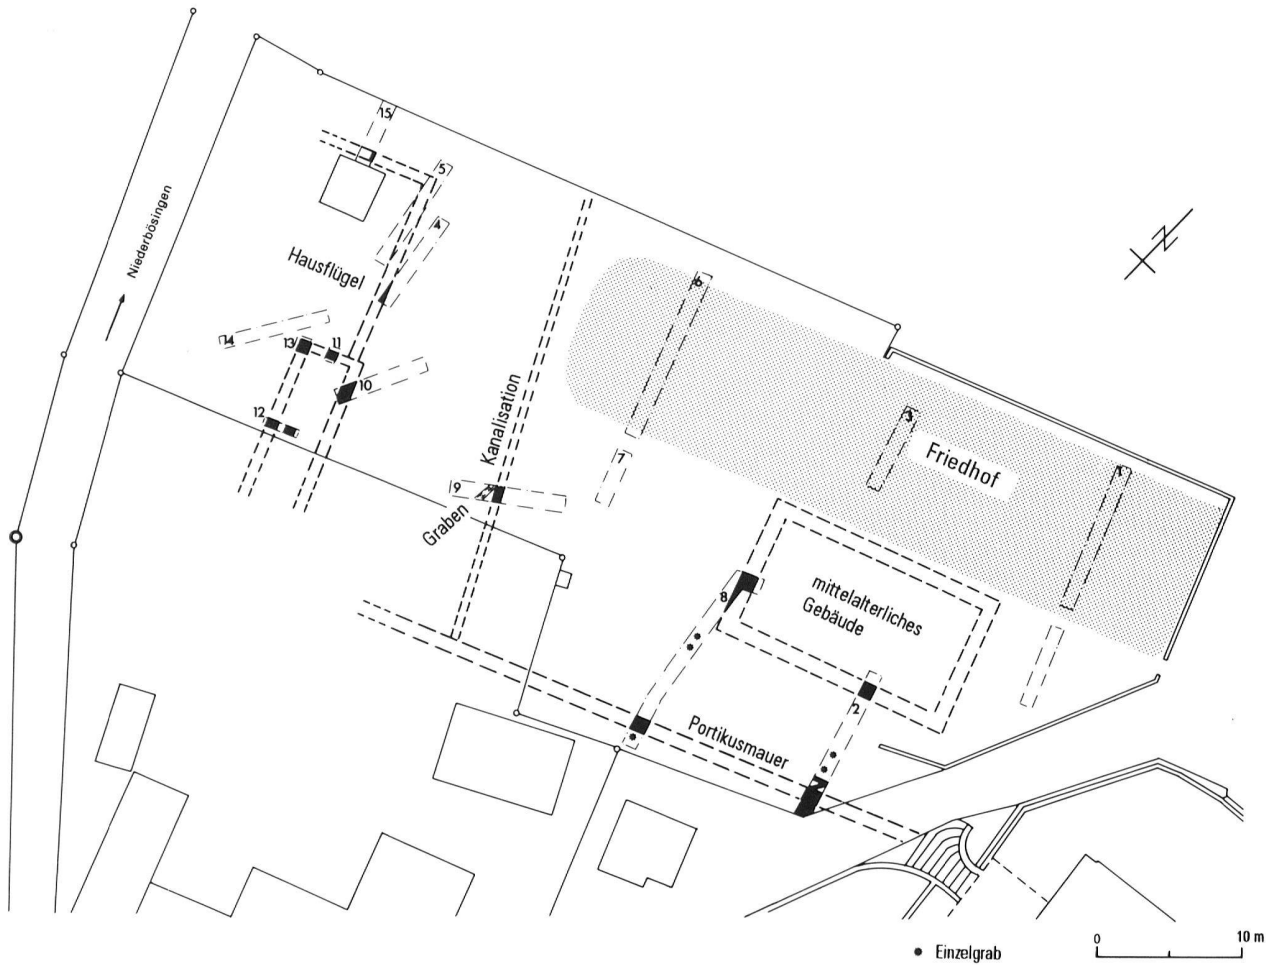 15
5
Niederbösingen
4
Hausflügel
6
14
13
11
10
3
12
Kanalisation
Friedhof
7
1
9
Graben
mittelalterliches
Gebäude
8
2
Portikusmauer
N
Einzelgrab
0
10 m